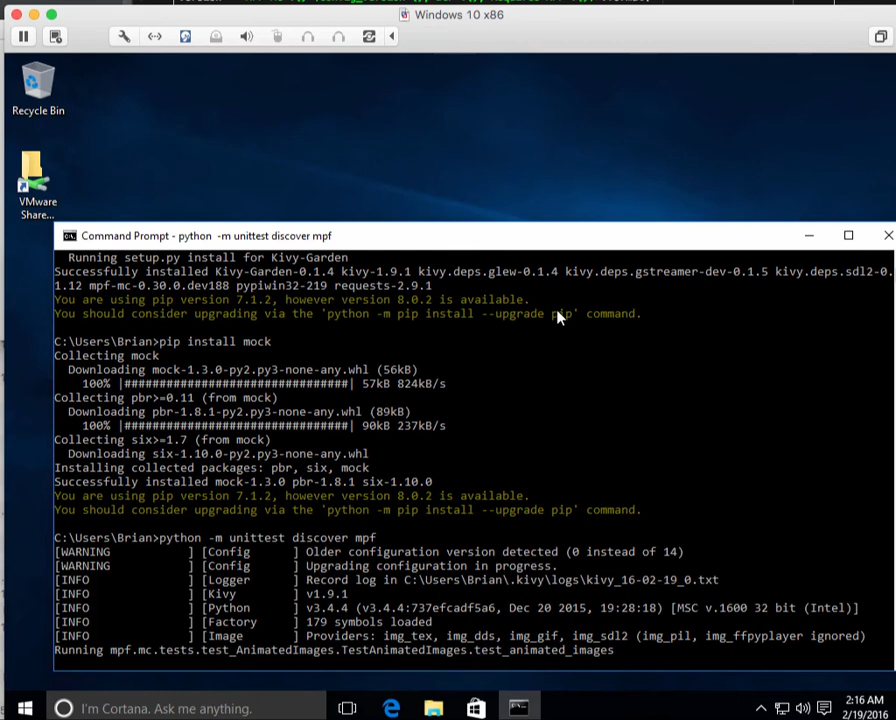 Windows 10 x86
Recycle Bin
VMware
Share...
Command Prompt - python  -m unittest discover mpf
Running setup.py install for Kivy-Garden
Successfully installed Kivy-Garden-0.1.4 kivy-1.9.1 kivy.deps.glew-0.1.4 kivy.deps.gstreamer-dev-0.1.5 kivy.deps.sdl2-0.
1.12 mpf-mc-0.30.0.dev188 pypiwin32-219 requests-2.9.1
You are using pip version 7.1.2, however version 8.0.2 is available.
You should consider upgrading via the 'python -m pip install --upgrade pip' command.
C:\Users\Brian>pip install mock
Collecting mock
Downloading mock-1.3.0-py2.py3-none-any.whl (56kB)
100% |################################| 57kB 824kB/s
Collecting pbr>=0.11 (from mock)
Downloading pbr-1.8.1-py2.py3-none-any.whl (89kB)
100% |################################| 90kB 237kB/s
Collecting six>=1.7 (from mock)
Downloading six-1.10.0-py2.py3-none-any.whl
Installing collected packages: pbr, six, mock
Successfully installed mock-1.3.0 pbr-1.8.1 six-1.10.0
You are using pip version 7.1.2, however version 8.0.2 is available.
You should consider upgrading via the 'python -m pip install --upgrade pip' command.
C:\Users\Brian>python -m unittest discover mpf
[WARNING           ] [Config      ] Older configuration version detected (0 instead of 14)
[WARNING           ] [Config      ] Upgrading configuration in progress.
[INFO              ] [Logger      ] Record log in C:\Users\Brian\.kivy\logs\kivy_16-02-19_0.txt
[INFO              ] [Kivy        ] v1.9.1
[INFO              ] [Python      ] v3.4.4 (v3.4.4:737efcadf5a6, Dec 20 2015, 19:28:18) [MSC v.1600 32 bit (Intel)]
[INFO              ] [Factory     ] 179 symbols loaded
[INFO              ] [Image       ] Providers: img_tex, img_dds, img_gif, img_sdl2 (img_pil, img_ffpyplayer ignored)
Running mpf.mc.tests.test_AnimatedImages.TestAnimatedImages.test_animated_images
I'm Cortana. Ask me anything.
2:16 AM
2/19/2016